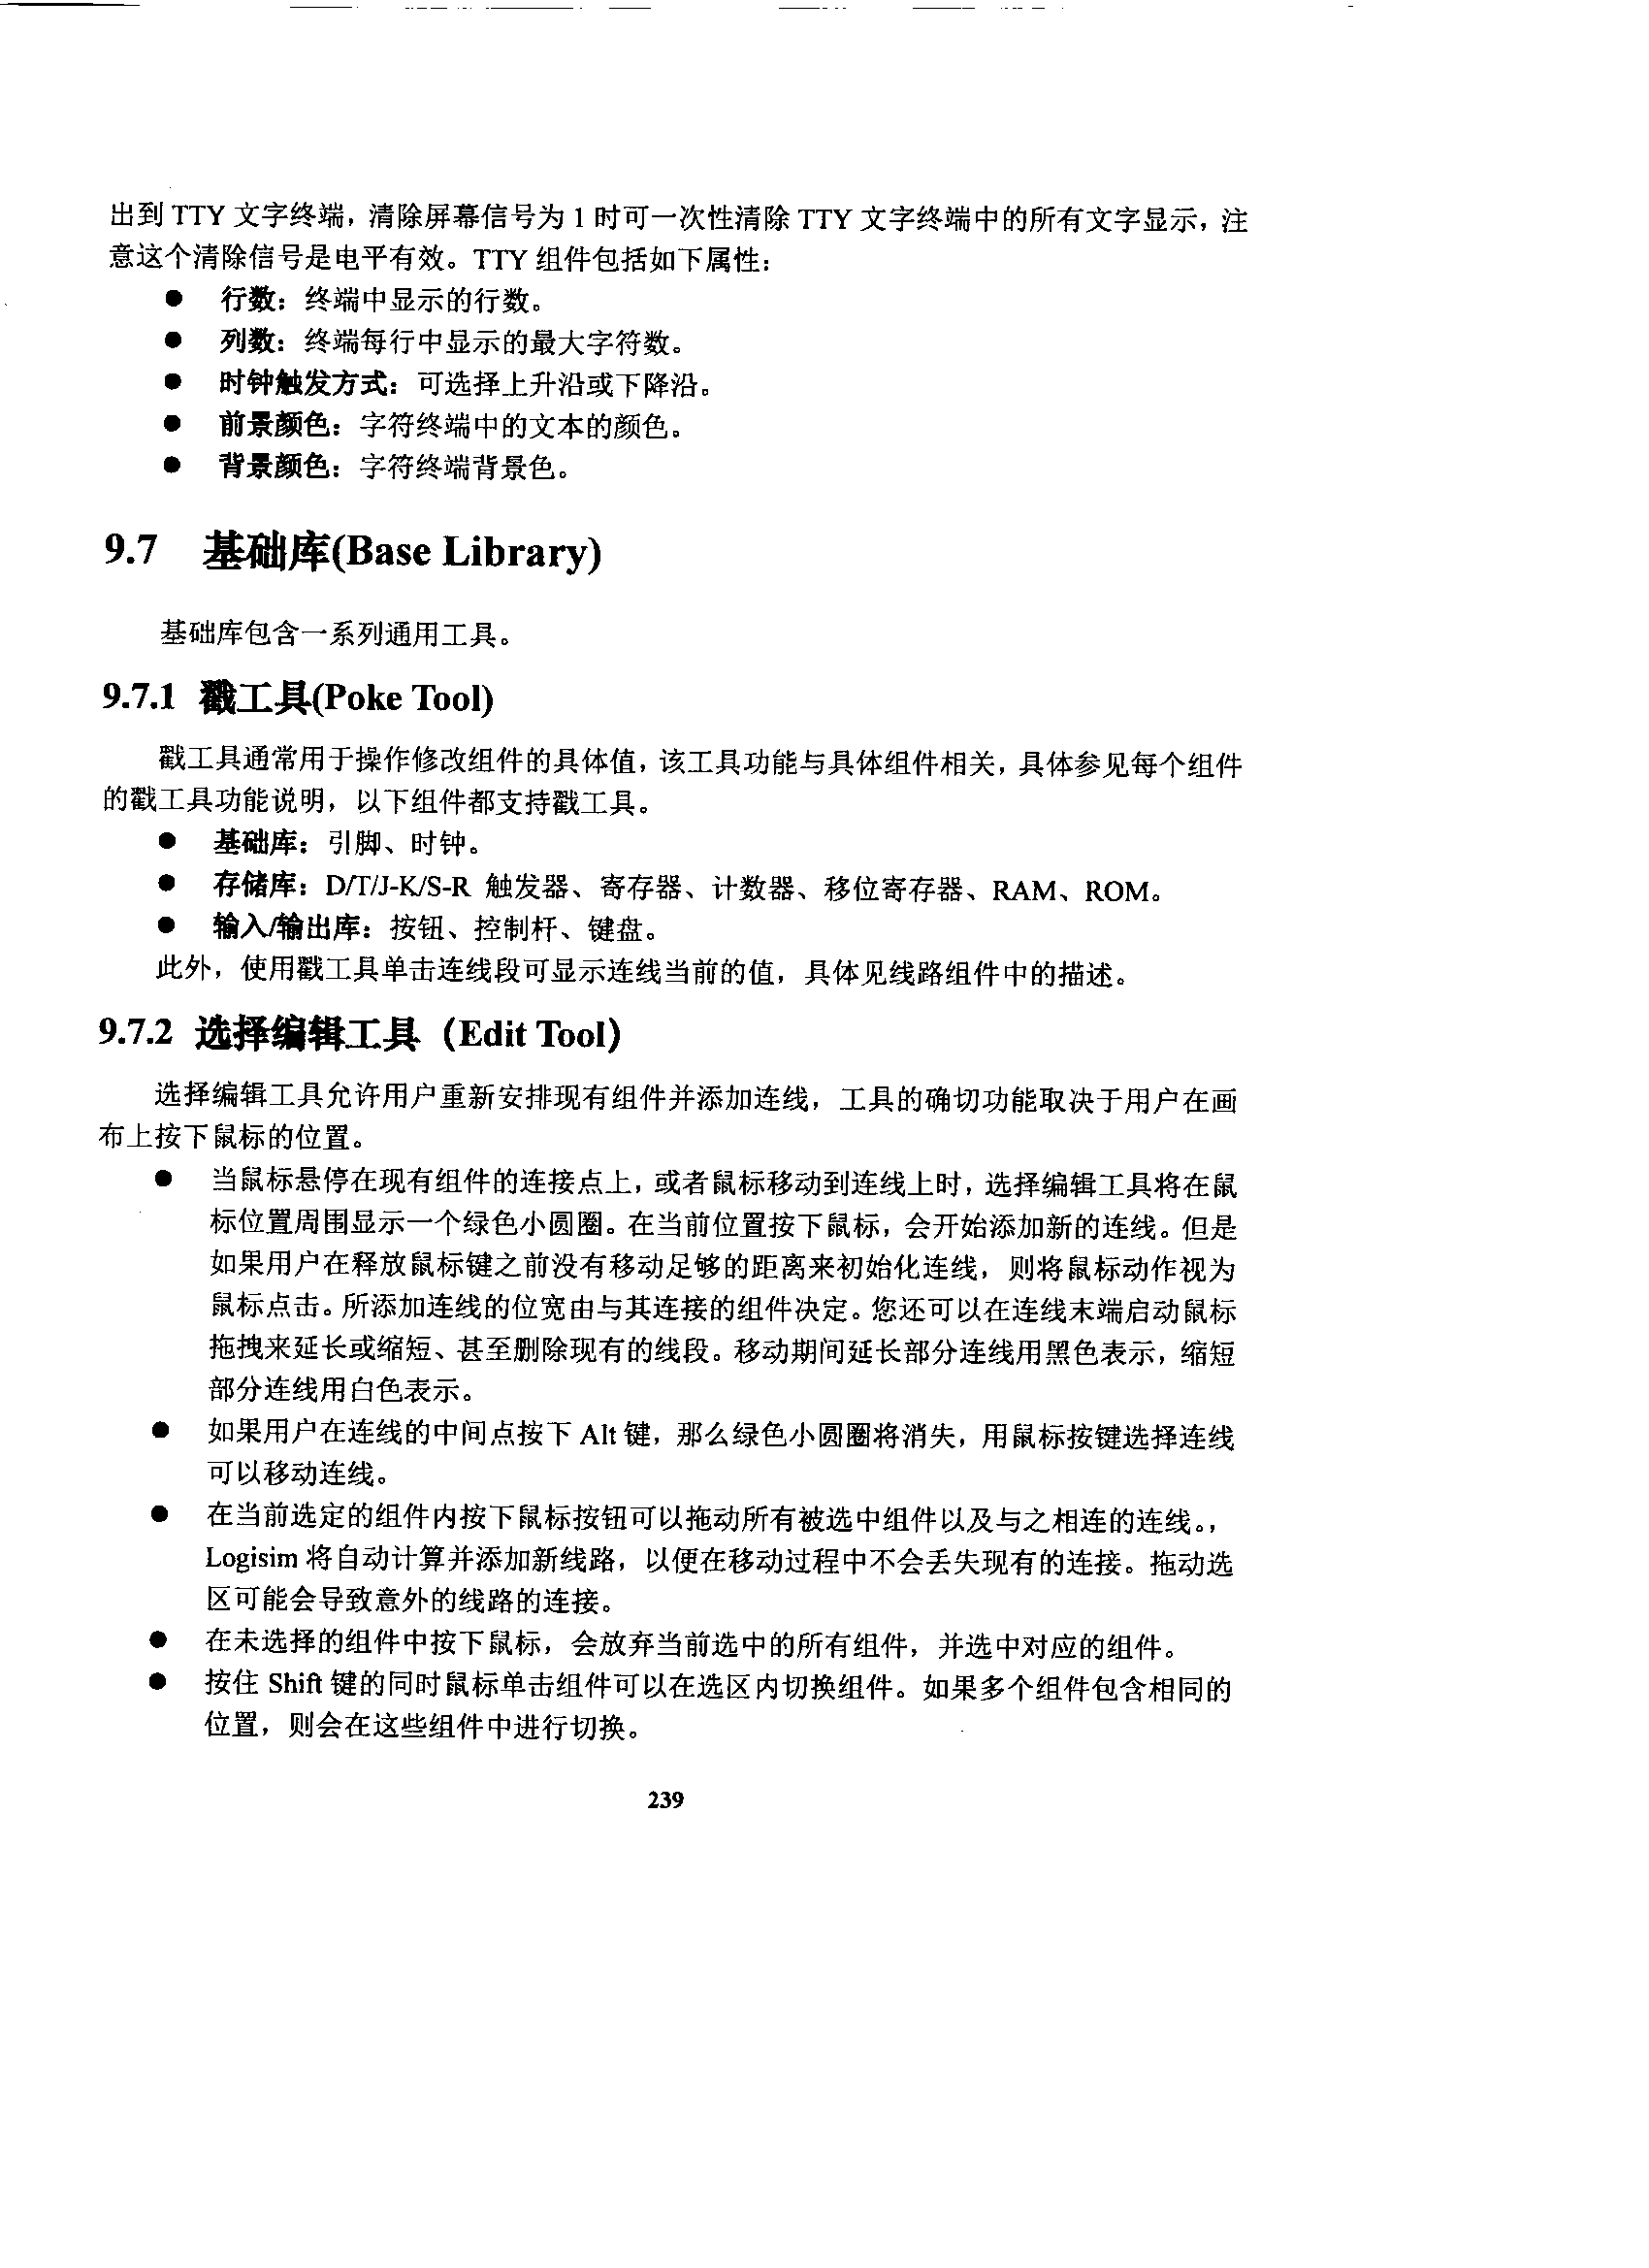 出到 TTY 文字终端，清除屏幕信号为 1 时可一次性清除 TTY 文字终端中的所有文字显示，注
意这个清除信号是电平有效。TTY 组件包括如下属性：
● 行数：终端中显示的行数。
● 列数：终端每行中显示的最大字符数。
● 时钟触发方式：可选择上升沿或下降沿。
● 前景颜色：字符终端中的文本的颜色。
● 背景颜色：字符终端背景色。
9.7 基础库(Base Library)
基础库包含一系列通用工具。
9.7.1 戳工具(Poke Tool)
戳工具通常用于操作修改组件的具体值，该工具功能与具体组件相关，具体参见每个组件
的戳工具功能说明，以下组件都支持戳工具。
● 基础库：引脚、时钟。
● 存储库：D/T/J-K/S-R 触发器、寄存器、计数器、移位寄存器、RAM、ROM。
● 输入/输出库：按钮、控制杆、键盘。
此外，使用戳工具单击连线段可显示连线当前的值，具体见线路组件中的描述。
9.7.2 选择编辑工具（Edit Tool）
选择编辑工具允许用户重新安排现有组件并添加连线，工具的确切功能取决于用户在画
布上按下鼠标的位置。
● 当鼠标悬停在现有组件的连接点上，或者鼠标移动到连线上时，选择编辑工具将在鼠
标位置周围显示一个绿色小圆圈。在当前位置按下鼠标，会开始添加新的连线。但是
如果用户在释放鼠标键之前没有移动足够的距离来初始化连线，则将鼠标动作视为
鼠标点击。所添加连线的位宽由与其连接的组件决定。您还可以在连线末端启动鼠标
拖拽来延长或缩短、甚至删除现有的线段。移动期间延长部分连线用黑色表示，缩短
部分连线用白色表示。
● 如果用户在连线的中间点按下 Alt 键，那么绿色小圆圈将消失，用鼠标按键选择连线
可以移动连线。
● 在当前选定的组件内按下鼠标按钮可以拖动所有被选中组件以及与之相连的连线。，
Logisim 将自动计算并添加新线路，以便在移动过程中不会丢失现有的连接。拖动选
区可能会导致意外的线路的连接。
● 在未选择的组件中按下鼠标，会放弃当前选中的所有组件，并选中对应的组件。
● 按住 Shift 键的同时鼠标单击组件可以在选区内切换组件。如果多个组件包含相同的
位置，则会在这些组件中进行切换。
239